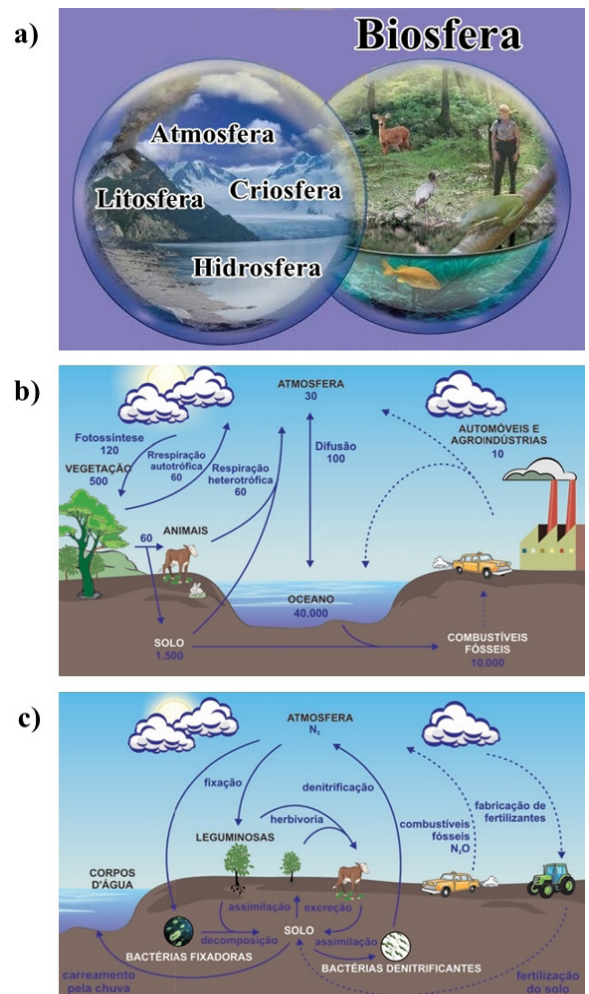 a)
Biosfera
Atmosfera
Litosfera
Criosfera
Hidrosfera
b)
ATMOSFERA
30
AUTOMÓVEIS E
AGROINDÚSTRIAS
10
Fotossíntese
120
VEGETAÇÃO
500
Rrespiração
autotrófica
60
Respiração
heterotrófica
60
Difusão
100
60
ANIMAIS
OCEANO
40.000
SOLO
1.500
COMBUSTÍVEIS
FÓSSEIS
10.000
c)
ATMOSFERA
N₂
fixação
denitrificação
fabricação de
fertilizantes
LEGUMINOSAS
herbivoria
combustíveis
fósseis
N₂O
CORPOS
D'ÁGUA
assimilação
excreção
SOLO
decomposição
assimilação
BACTÉRIAS FIXADORAS
BACTÉRIAS DENITRIFICANTES
carreamento
pela chuva
fertilização
do solo